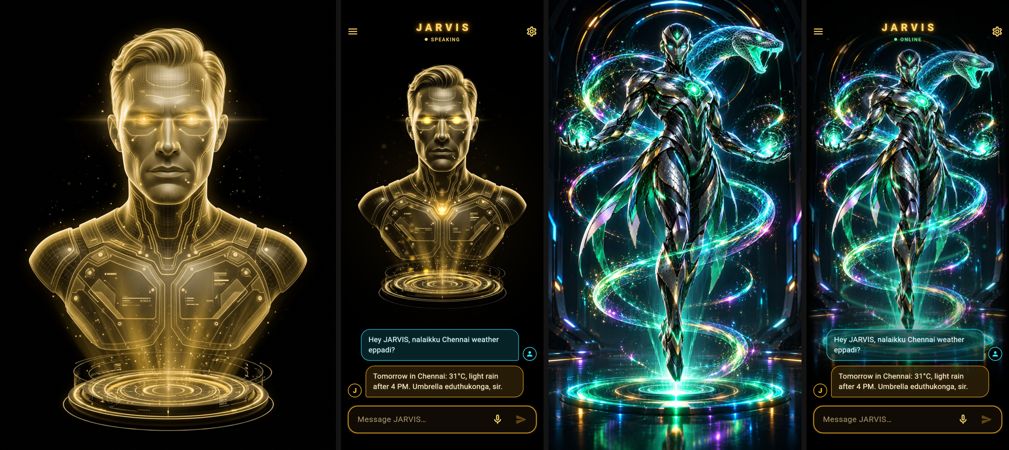 JARVIS
SPEAKING
Hey JARVIS, nalaikku Chennai weather
eppadi?
Tomorrow in Chennai: 31°C, light rain
after 4 PM. Umbrella eduthukonga, sir.
J
Message JARVIS...
JARVIS
ONLINE
Hey JARVIS, nalaikku Chennai weather
eppadi?
Tomorrow in Chennai: 31°C, light rain
after 4 PM. Umbrella eduthukonga, sir.
J
Message JARVIS...